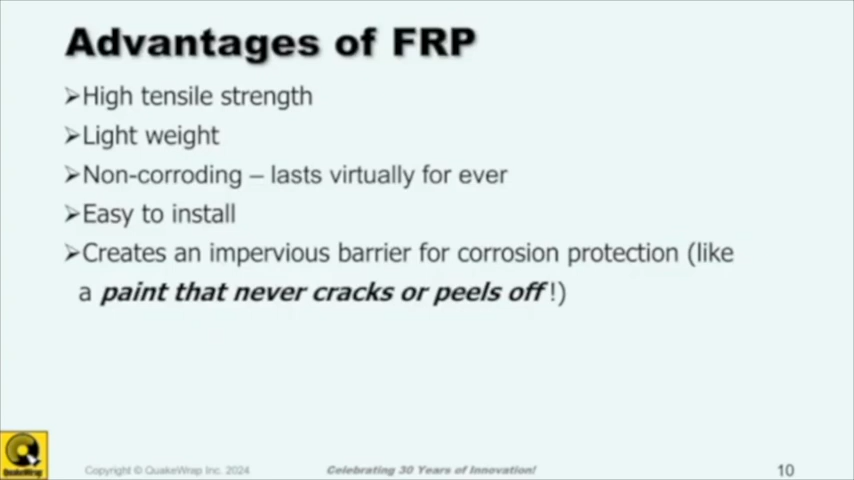 Advantages of FRP
➢High tensile strength
➢Light weight
➢Non-corroding – lasts virtually for ever
➢Easy to install
➢Creates an impervious barrier for corrosion protection (like
a paint that never cracks or peels off!)
QuakeWrap
Copyright © QuakeWrap Inc. 2024
Celebrating 30 Years of Innovation!
10